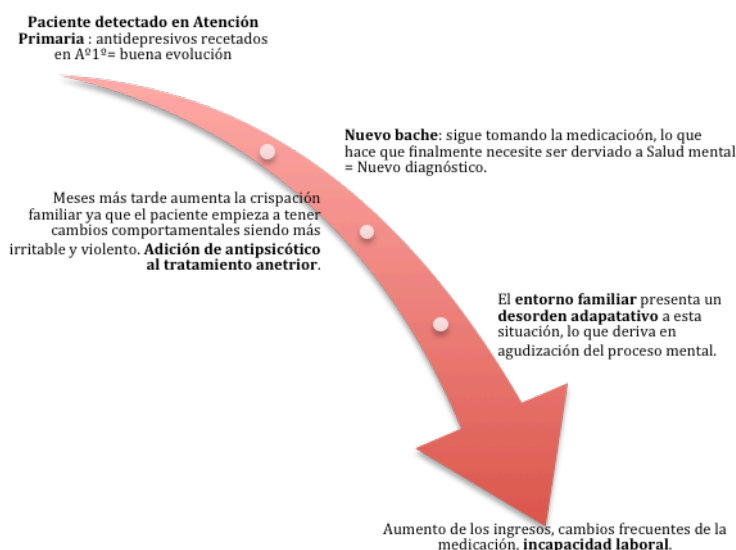 Paciente detectado en Atención
Primaria : antidepresivos recetados
en Aº1º= buena evolución
Nuevo bache: sigue tomando la medicacioón, lo que
hace que finalmente necesite ser derviado a Salud mental
= Nuevo diagnóstico.
Meses más tarde aumenta la crispación
familiar ya que el paciente empieza a tener
cambios comportamentales siendo más
irritable y violento. Adición de antipsicótico
al tratamiento anetrior.
El entorno familiar presenta un
desorden adapatativo a esta
situación, lo que deriva en
agudización del proceso mental.
Aumento de los ingresos, cambios frecuentes de la
medicación, incapacidad laboral.